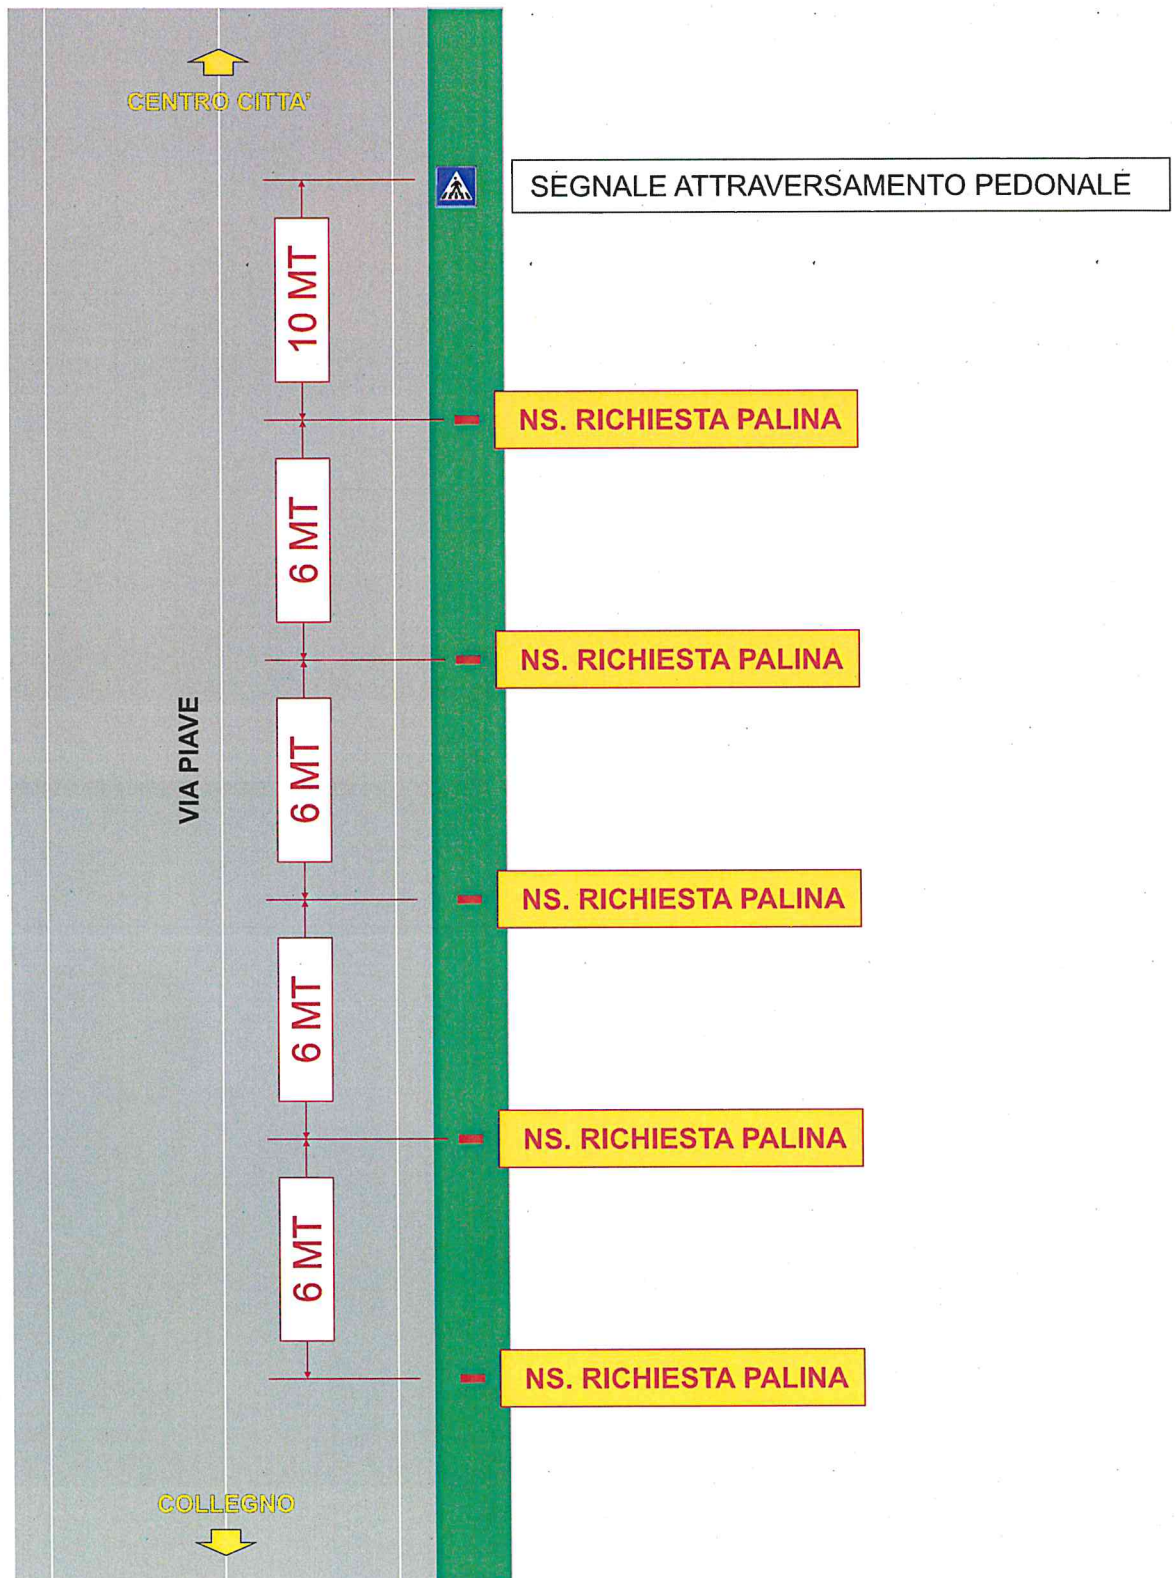 CENTRO CITTA'
SEGNALE ATTRAVERSAMENTO PEDONALE
10 MT
NS. RICHIESTA PALINA
6 MT
NS. RICHIESTA PALINA
VIA PIAVE
6 MT
NS. RICHIESTA PALINA
6 MT
NS. RICHIESTA PALINA
6 MT
NS. RICHIESTA PALINA
COLLEGNO